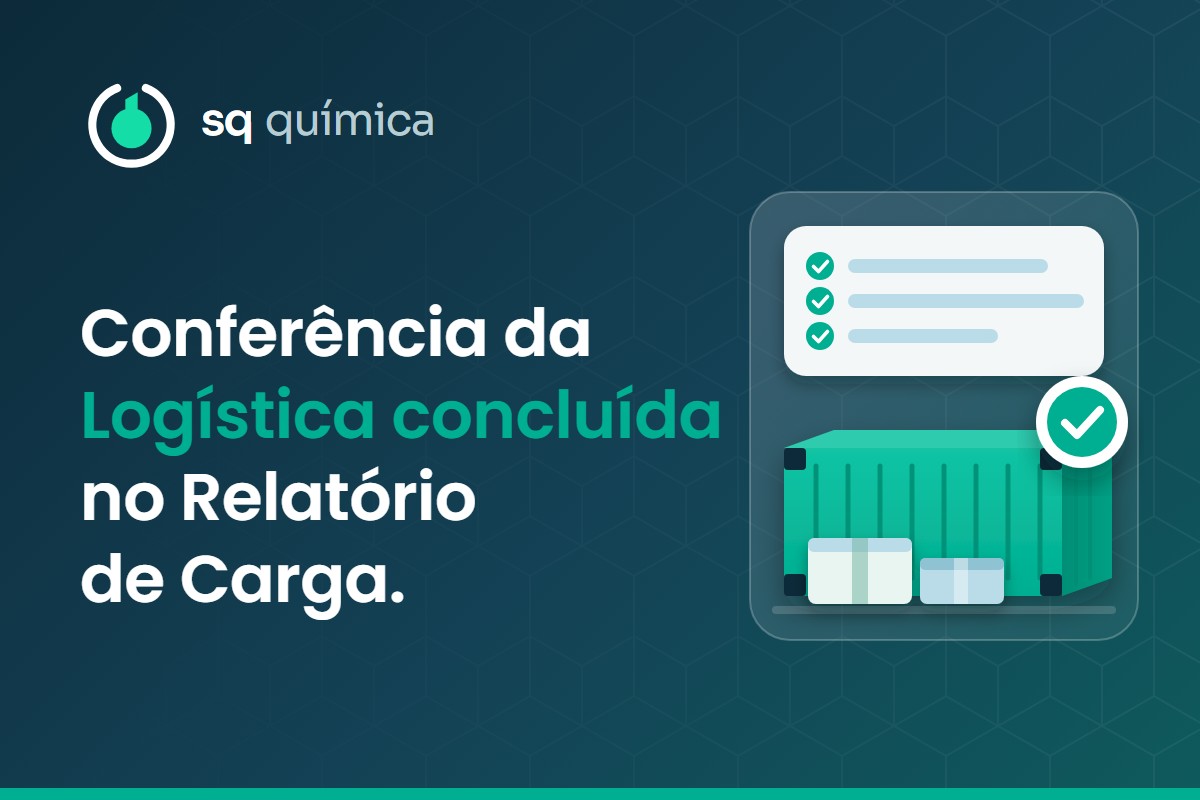 sq química
Conferência da
Logística concluída
no Relatório
de Carga.